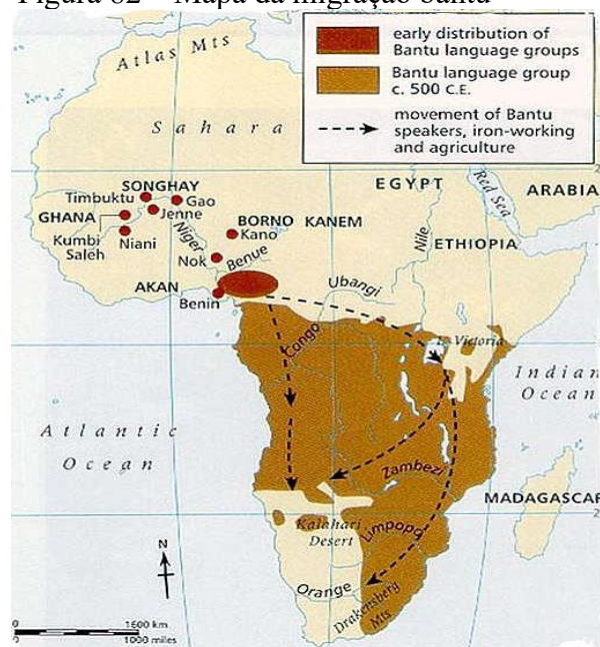 Figura 82 – Mapa da migração bantu
early distribution of
Bantu language groups
Bantu language group
c. 500 C.E.
movement of Bantu
speakers, iron-working
and agriculture
Atlas Mts
Sahara
EGYPT
Red Sea
ARABIA
SONGHAY
Timbuktu
Gao
GHANA
Jenne
BORNO KANEM
Kano
Kumbi
Saleh
Niani
Niger
Nile
ETHIOPIA
Nok
Benue
AKAN
Ubangi
Benin
Congo
L. Victoria
Indian
Ocean
Atlantic
Ocean
Zambezi
MADAGASCAR
Kalahari
Desert
Limpopo
N
Orange
Drakensberg
Mts
0 1600 km
0 1000 miles